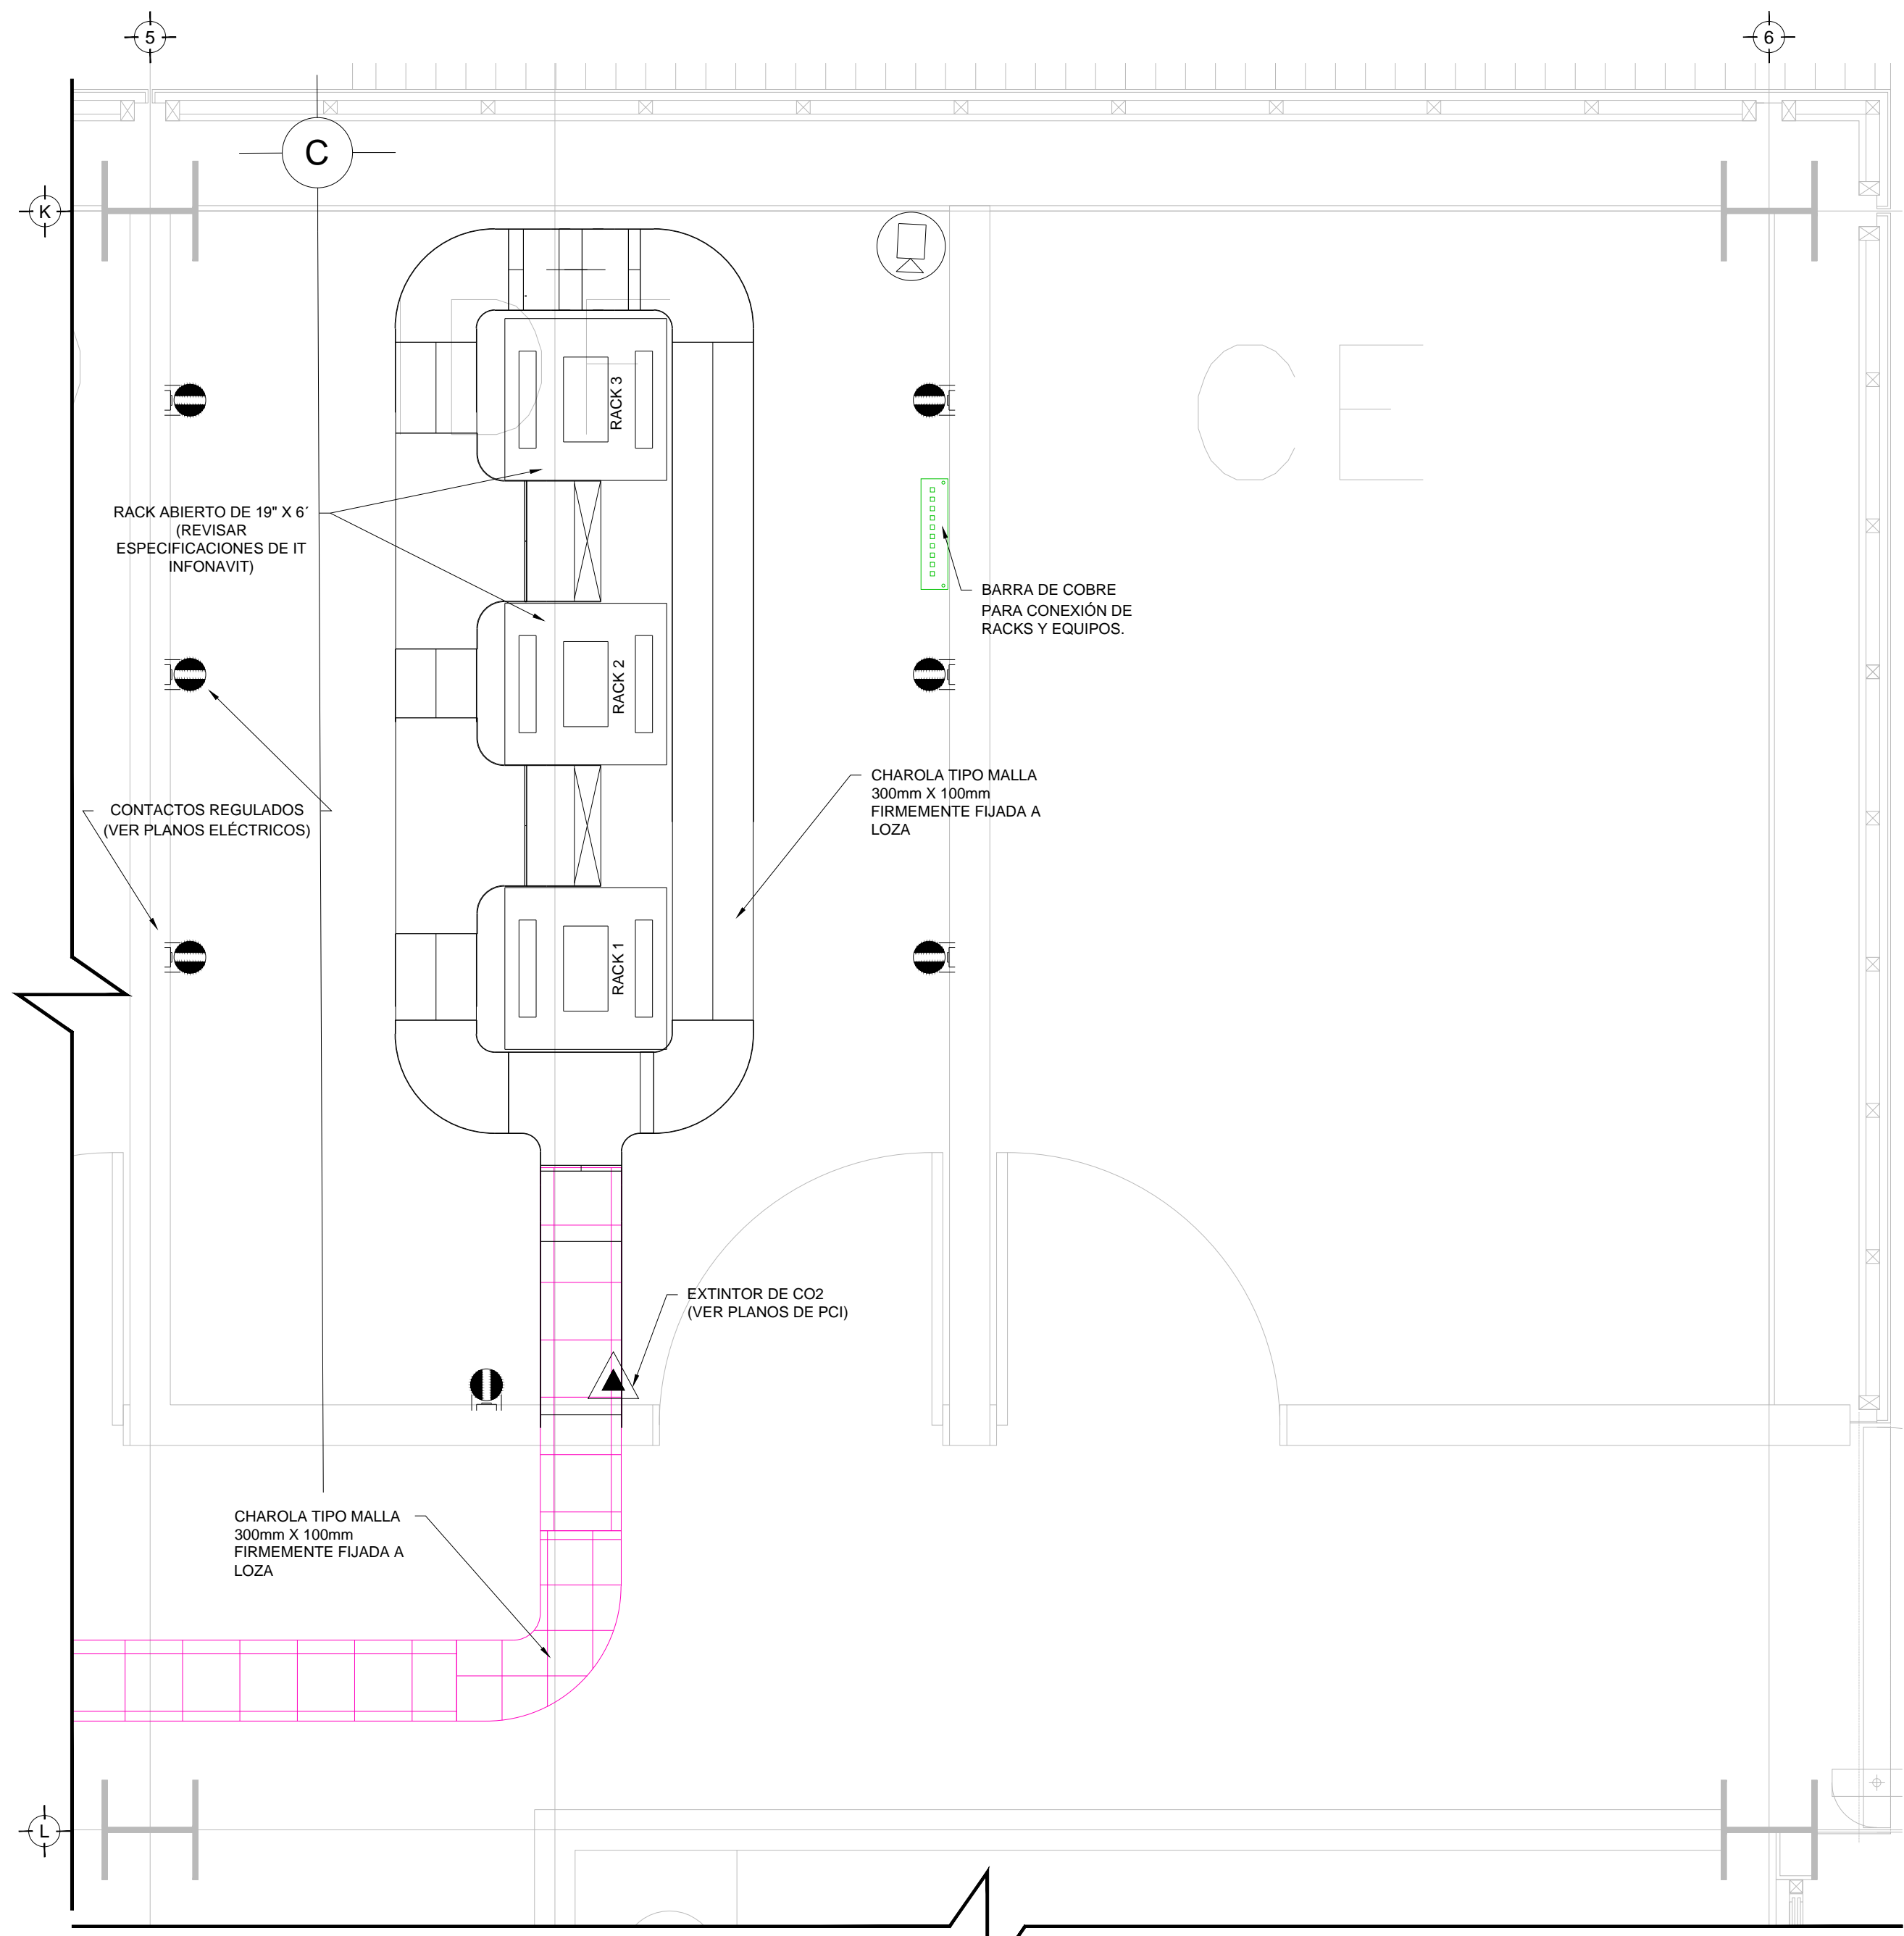 5
6
C
K
RACK 3
CE
RACK ABIERTO DE 19" X 6´
(REVISAR
ESPECIFICACIONES DE IT
INFONAVIT)
BARRA DE COBRE
PARA CONEXIÓN DE
RACKS Y EQUIPOS.
RACK 2
CHAROLA TIPO MALLA
300mm X 100mm
FIRMEMENTE FIJADA A
LOZA
CONTACTOS REGULADOS
(VER PLANOS ELÉCTRICOS)
RACK 1
EXTINTOR DE CO2
(VER PLANOS DE PCI)
CHAROLA TIPO MALLA
300mm X 100mm
FIRMEMENTE FIJADA A
LOZA
L